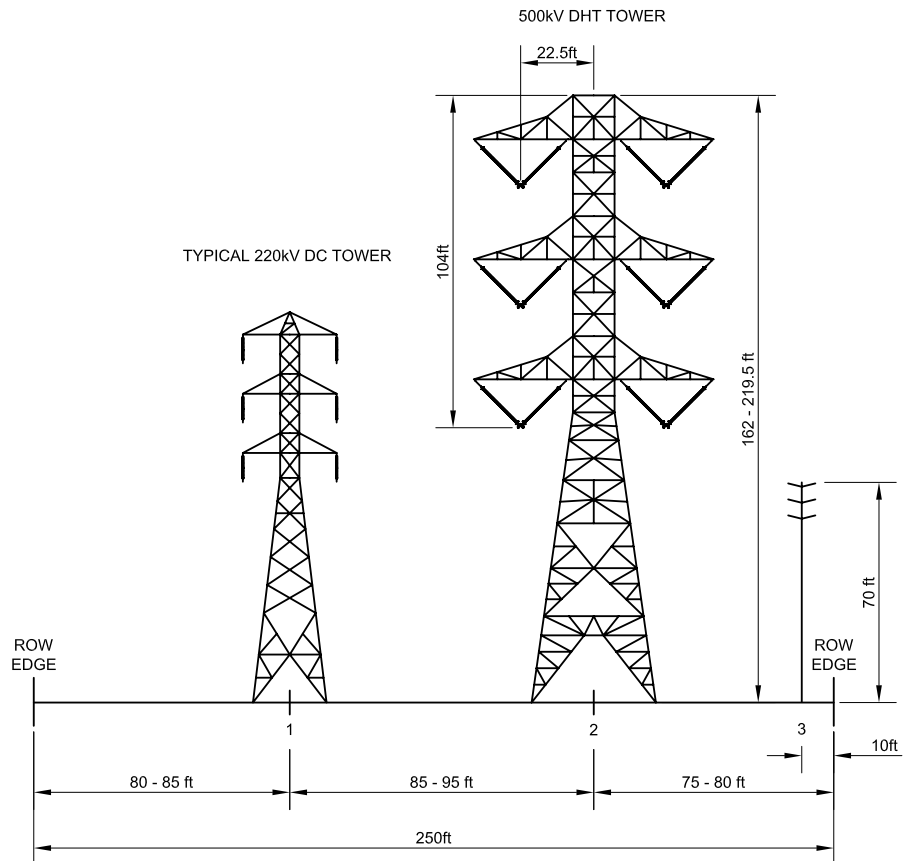 500kV DHT TOWER
22.5ft
104ft
TYPICAL 220kV DC TOWER
162 - 219.5 ft
70 ft
ROW
EDGE
ROW
EDGE
1
2
3
10ft
80 - 85 ft
85 - 95 ft
75 - 80 ft
250ft